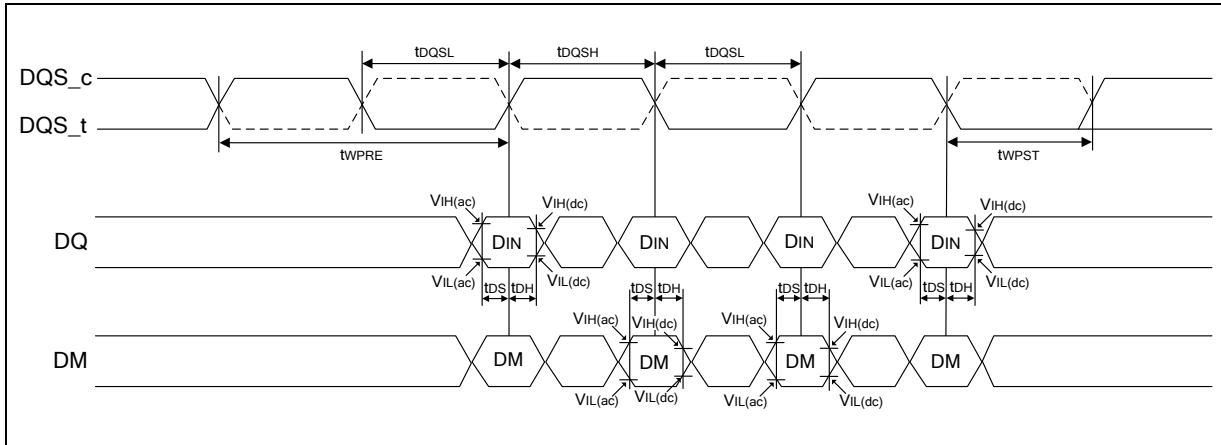 tDQSL tDQSH tDQSL
DQS_c
DQS_t
tWPRE tWPST
VIH(ac) VIH(dc) VIH(ac) VIH(dc)
DQ DIN DIN DIN DIN
VIL(ac) VIL(dc) VIL(ac) VIL(dc)
tDS tDH tDS tDH tDS tDH tDS tDH
VIH(ac) VIH(dc) VIH(ac) VIH(dc)
DM DM DM DM DM
VIL(ac) VIL(dc) VIL(ac) VIL(dc)